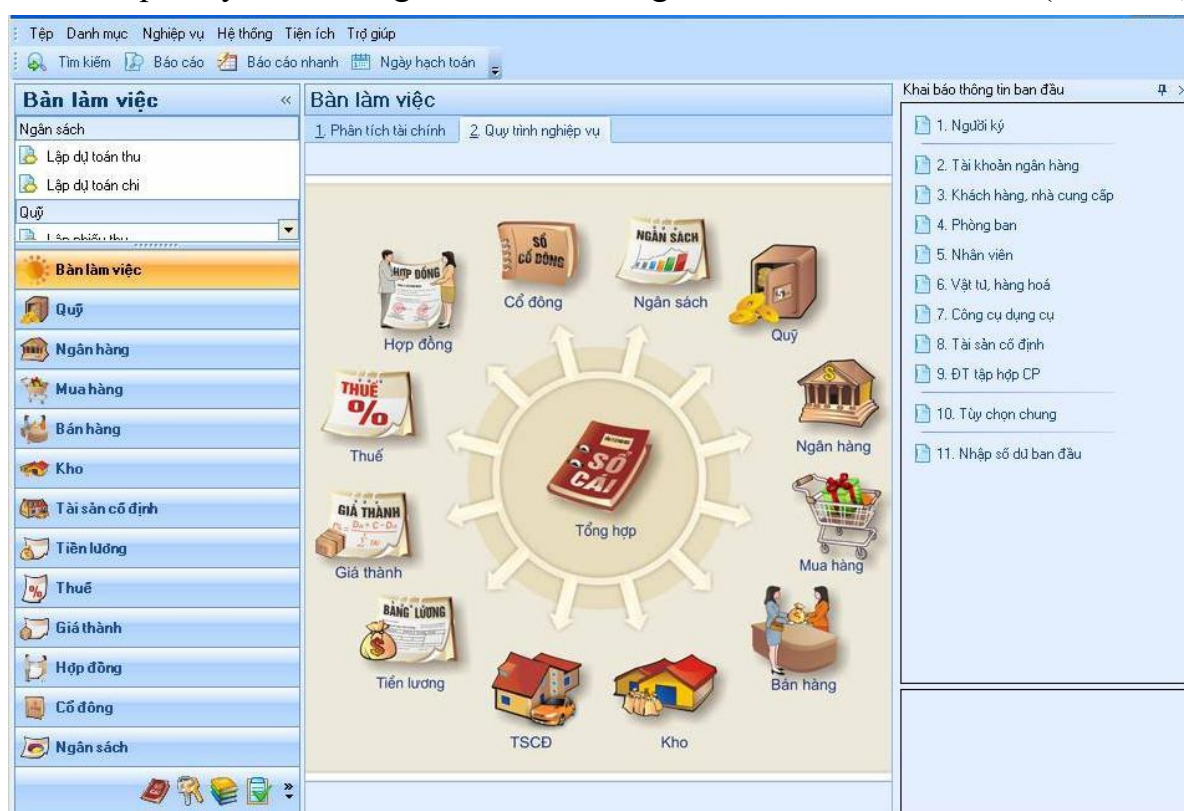 Tệp Danh mục Nghiệp vụ Hệ thống Tiện ích Trợ giúp
Tìm kiếm Báo cáo Báo cáo nhanh Ngày hạch toán
Bàn làm việc «
Ngân sách
Lập dự toán thu
Lập dự toán chi
Quỹ
Lập phiếu thu
Bàn làm việc
Quỹ
Ngân hàng
Mua hàng
Bán hàng
Kho
Tài sản cố định
Tiền lương
Thuế
Giá thành
Hợp đồng
Cổ đông
Ngân sách
Bàn làm việc
1. Phân tích tài chính 2. Quy trình nghiệp vụ
HỢP ĐỒNG
Hợp đồng
SỔ
CỔ ĐÔNG
Cổ đông
NGÂN SÁCH
Ngân sách
Quỹ
THUẾ
%
Thuế
Ngân hàng
SỔ
CÁI
Tổng hợp
GIÁ THÀNH
Giá thành
Mua hàng
BẢNG LƯƠNG
Tiền lương
Bán hàng
TSCĐ
Kho
Khai báo thông tin ban đầu
1. Người ký
2. Tài khoản ngân hàng
3. Khách hàng, nhà cung cấp
4. Phòng ban
5. Nhân viên
6. Vật tư, hàng hoá
7. Công cụ dụng cụ
8. Tài sản cố định
9. ĐT tập hợp CP
10. Tùy chọn chung
11. Nhập số dư ban đầu